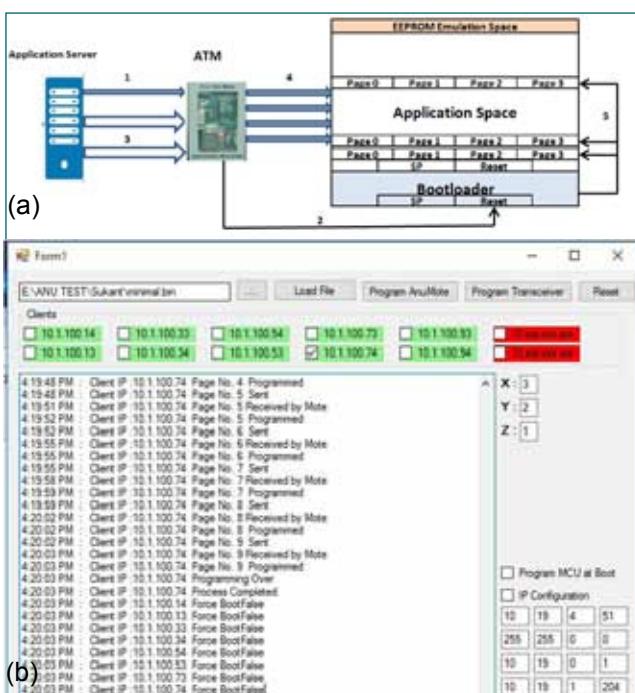 EEPROM Emulation Space
Application Server
ATM
1
4
Page 0 Page 1 Page 2 Page 3
Application Space
5
3
Page 0 Page 1 Page 2 Page 3
Page 0 Page 1 Page 2 Page 3
SP Reset
Bootloader
SP Reset
(a)
2
Form1
E:\ANU TEST\Sukant\minimal.bin ... Load File Program AnuMote Program Transceiver Reset
Clients
10.1.100.14 10.1.100.33 10.1.100.54 10.1.100.73 10.1.100.93
10.1.100.13 10.1.100.34 10.1.100.53 10.1.100.74 10.1.100.94
4:19:48 PM : Client IP :10.1.100.74 Page No. 4 Programmed
4:19:48 PM : Client IP :10.1.100.74 Page No. 5 Sent
4:19:51 PM : Client IP :10.1.100.74 Page No. 5 Received by Mote
4:19:52 PM : Client IP :10.1.100.74 Page No. 5 Programmed
4:19:52 PM : Client IP :10.1.100.74 Page No. 6 Sent
4:19:55 PM : Client IP :10.1.100.74 Page No. 6 Received by Mote
4:19:55 PM : Client IP :10.1.100.74 Page No. 6 Programmed
4:19:55 PM : Client IP :10.1.100.74 Page No. 7 Sent
4:19:58 PM : Client IP :10.1.100.74 Page No. 7 Received by Mote
4:19:59 PM : Client IP :10.1.100.74 Page No. 7 Programmed
4:19:59 PM : Client IP :10.1.100.74 Page No. 8 Sent
4:20:02 PM : Client IP :10.1.100.74 Page No. 8 Received by Mote
4:20:02 PM : Client IP :10.1.100.74 Page No. 8 Programmed
4:20:02 PM : Client IP :10.1.100.74 Page No. 9 Sent
4:20:03 PM : Client IP :10.1.100.74 Page No. 9 Received by Mote
4:20:03 PM : Client IP :10.1.100.74 Page No. 9 Programmed
4:20:03 PM : Client IP :10.1.100.74 Programming Over
4:20:03 PM : Client IP :10.1.100.74 Process Completed
4:20:03 PM : Client IP :10.1.100.14 Force BootFalse
4:20:03 PM : Client IP :10.1.100.13 Force BootFalse
4:20:03 PM : Client IP :10.1.100.33 Force BootFalse
4:20:03 PM : Client IP :10.1.100.34 Force BootFalse
4:20:03 PM : Client IP :10.1.100.54 Force BootFalse
4:20:03 PM : Client IP :10.1.100.53 Force BootFalse
4:20:03 PM : Client IP :10.1.100.73 Force BootFalse
4:20:03 PM : Client IP :10.1.100.74 Force BootFalse
X : 3
Y : 2
Z : 1
Program MCU at Boot
IP Configuration
10 19 4 51
255 255 0 0
10 19 0 1
10 19 1 204
(b)